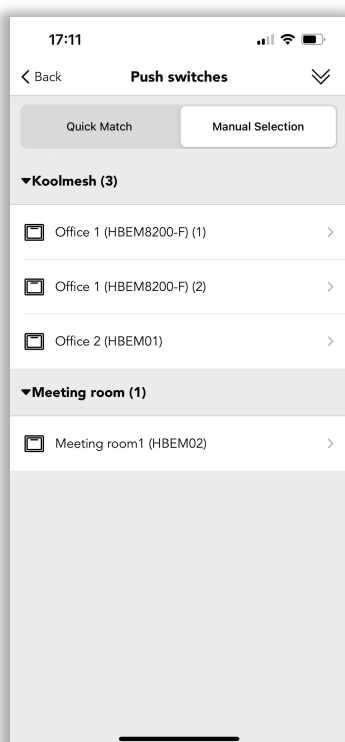 17:11
Back Push switches
Quick Match Manual Selection
Koolmesh (3)
Office 1 (HBEM8200-F) (1)
Office 1 (HBEM8200-F) (2)
Office 2 (HBEM01)
Meeting room (1)
Meeting room1 (HBEM02)